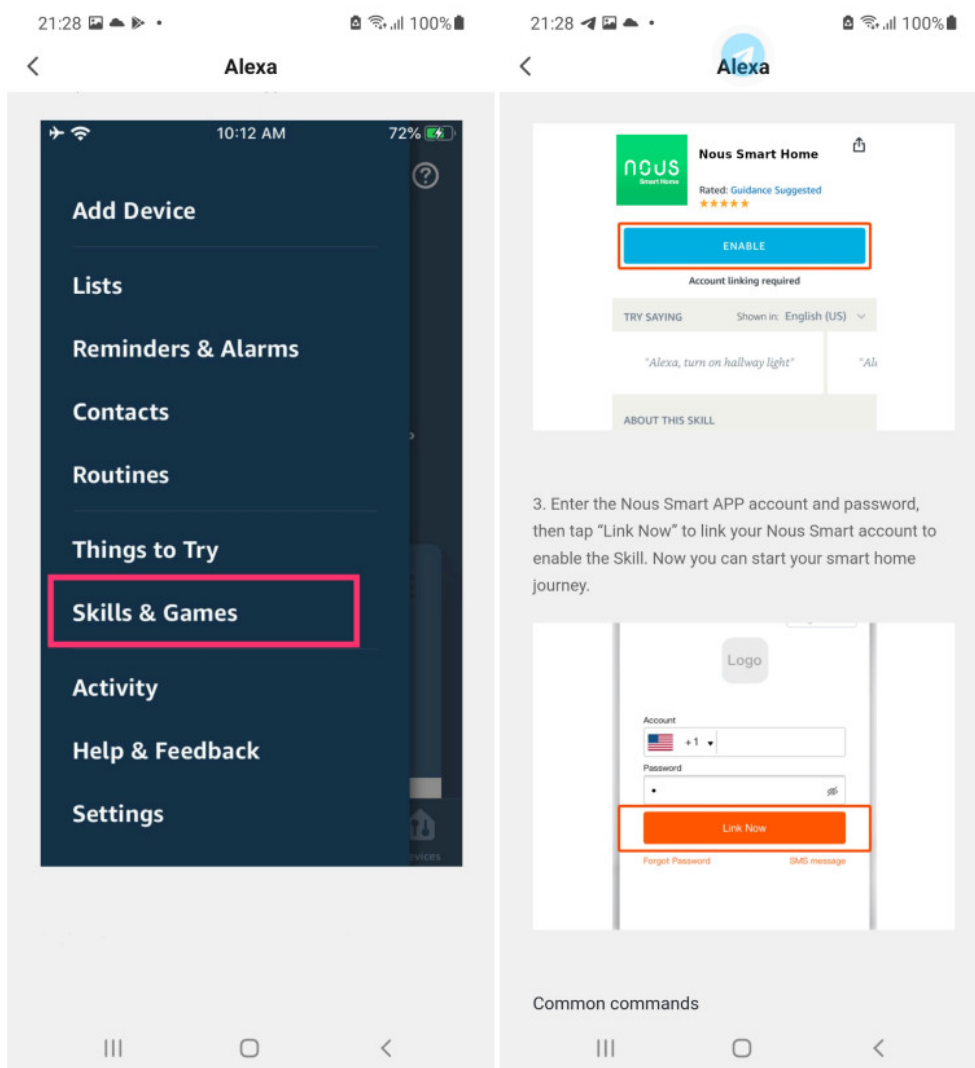 21:28
100%
Alexa
10:12 AM
72%
?
Add Device
Lists
Reminders & Alarms
Contacts
Routines
Things to Try
Skills & Games
Activity
Help & Feedback
Settings
21:28
100%
Alexa
nous
Smart Home
Nous Smart Home
Rated: Guidance Suggested
ENABLE
Account linking required
TRY SAYING
Shown in: English (US)
"Alexa, turn on hallway light"
ABOUT THIS SKILL
3. Enter the Nous Smart APP account and password,
then tap “Link Now” to link your Nous Smart account to
enable the Skill. Now you can start your smart home
journey.
Logo
Account
+1
Password
Link Now
Forgot Password
SMS message
Common commands